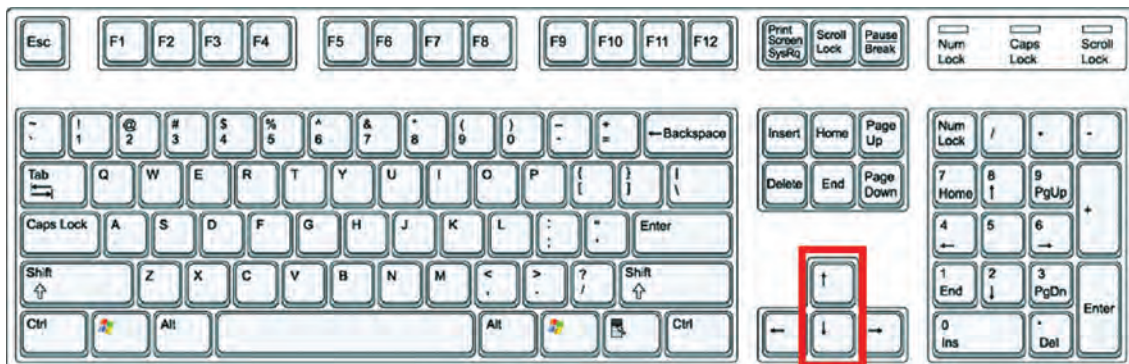 Esc F1 F2 F3 F4 F5 F6 F7 F8 F9 F10 F11 F12 Print Screen SysRq Scroll Lock Pause Break Num Lock Caps Lock Scroll Lock
~ ` ! 1 @ 2 # 3 $ 4 % 5 ^ 6 & 7 * 8 ( 9 ) 0 - + = ←Backspace Insert Home Page Up Num Lock / * -
Tab Q W E R T Y U I O P { [ } ] | \ Delete End Page Down 7 Home 8 ↑ 9 PgUp +
Caps Lock A S D F G H J K L : ; " ' Enter 4 ← 5 6 →
Shift ⇧ Z X C V B N M < , > . ? / Shift ⇧ ↑ 1 End 2 ↓ 3 PgDn Enter
Ctrl Alt Alt Ctrl ← ↓ → 0 Ins . Del